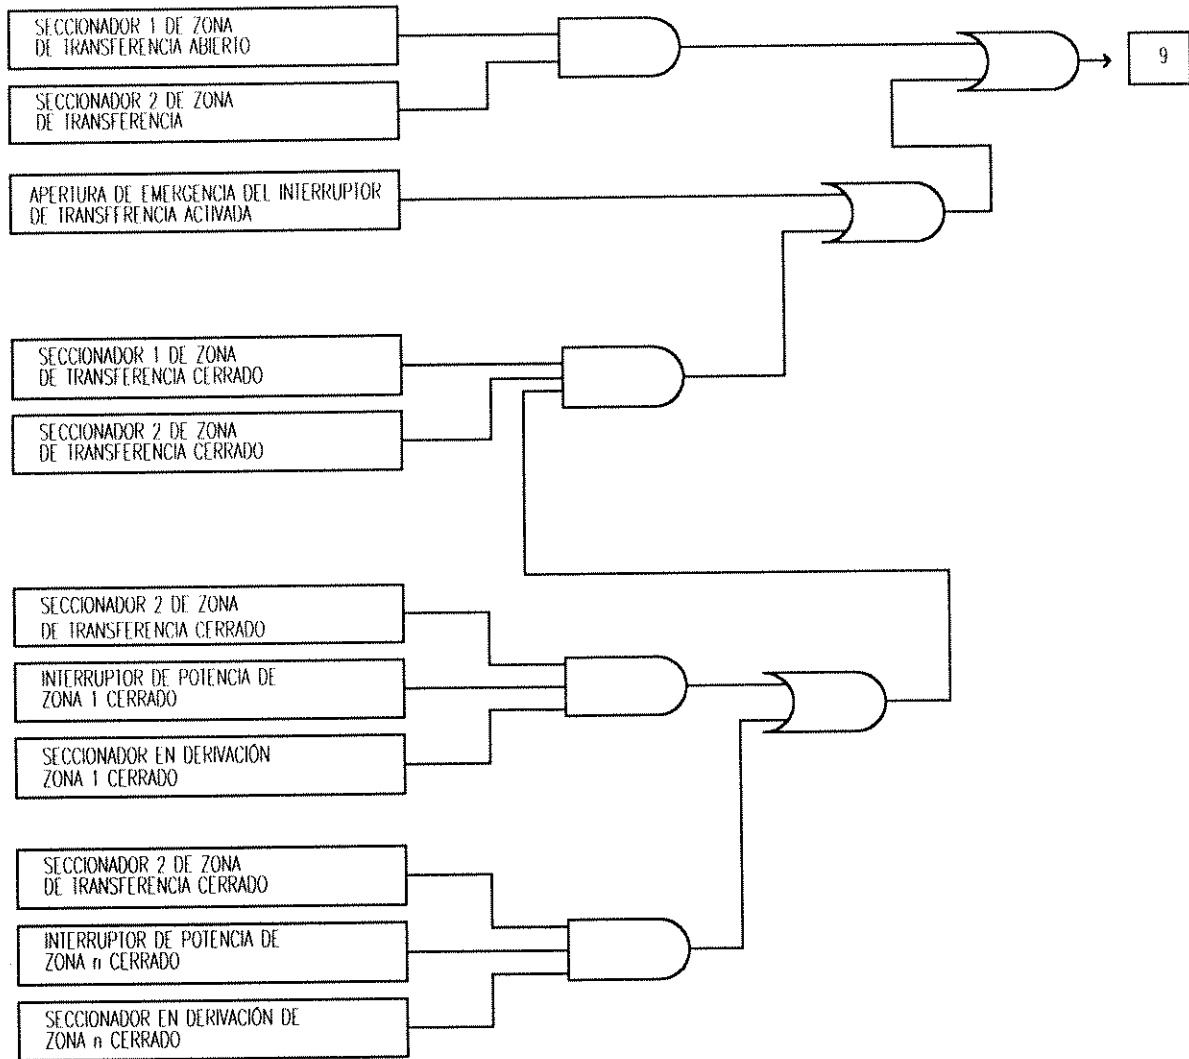 SECCIONADOR 1 DE ZONA
DE TRANSFERENCIA ABIERTO
9
SECCIONADOR 2 DE ZONA
DE TRANSFERENCIA
APERTURA DE EMERGENCIA DEL INTERRUPTOR
DE TRANSFERENCIA ACTIVADA
SECCIONADOR 1 DE ZONA
DE TRANSFERENCIA CERRADO
SECCIONADOR 2 DE ZONA
DE TRANSFERENCIA CERRADO
SECCIONADOR 2 DE ZONA
DE TRANSFERENCIA CERRADO
INTERRUPTOR DE POTENCIA DE
ZONA 1 CERRADO
SECCIONADOR EN DERIVACIÓN
ZONA 1 CERRADO
SECCIONADOR 2 DE ZONA
DE TRANSFERENCIA CERRADO
INTERRUPTOR DE POTENCIA DE
ZONA n CERRADO
SECCIONADOR EN DERIVACIÓN DE
ZONA n CERRADO